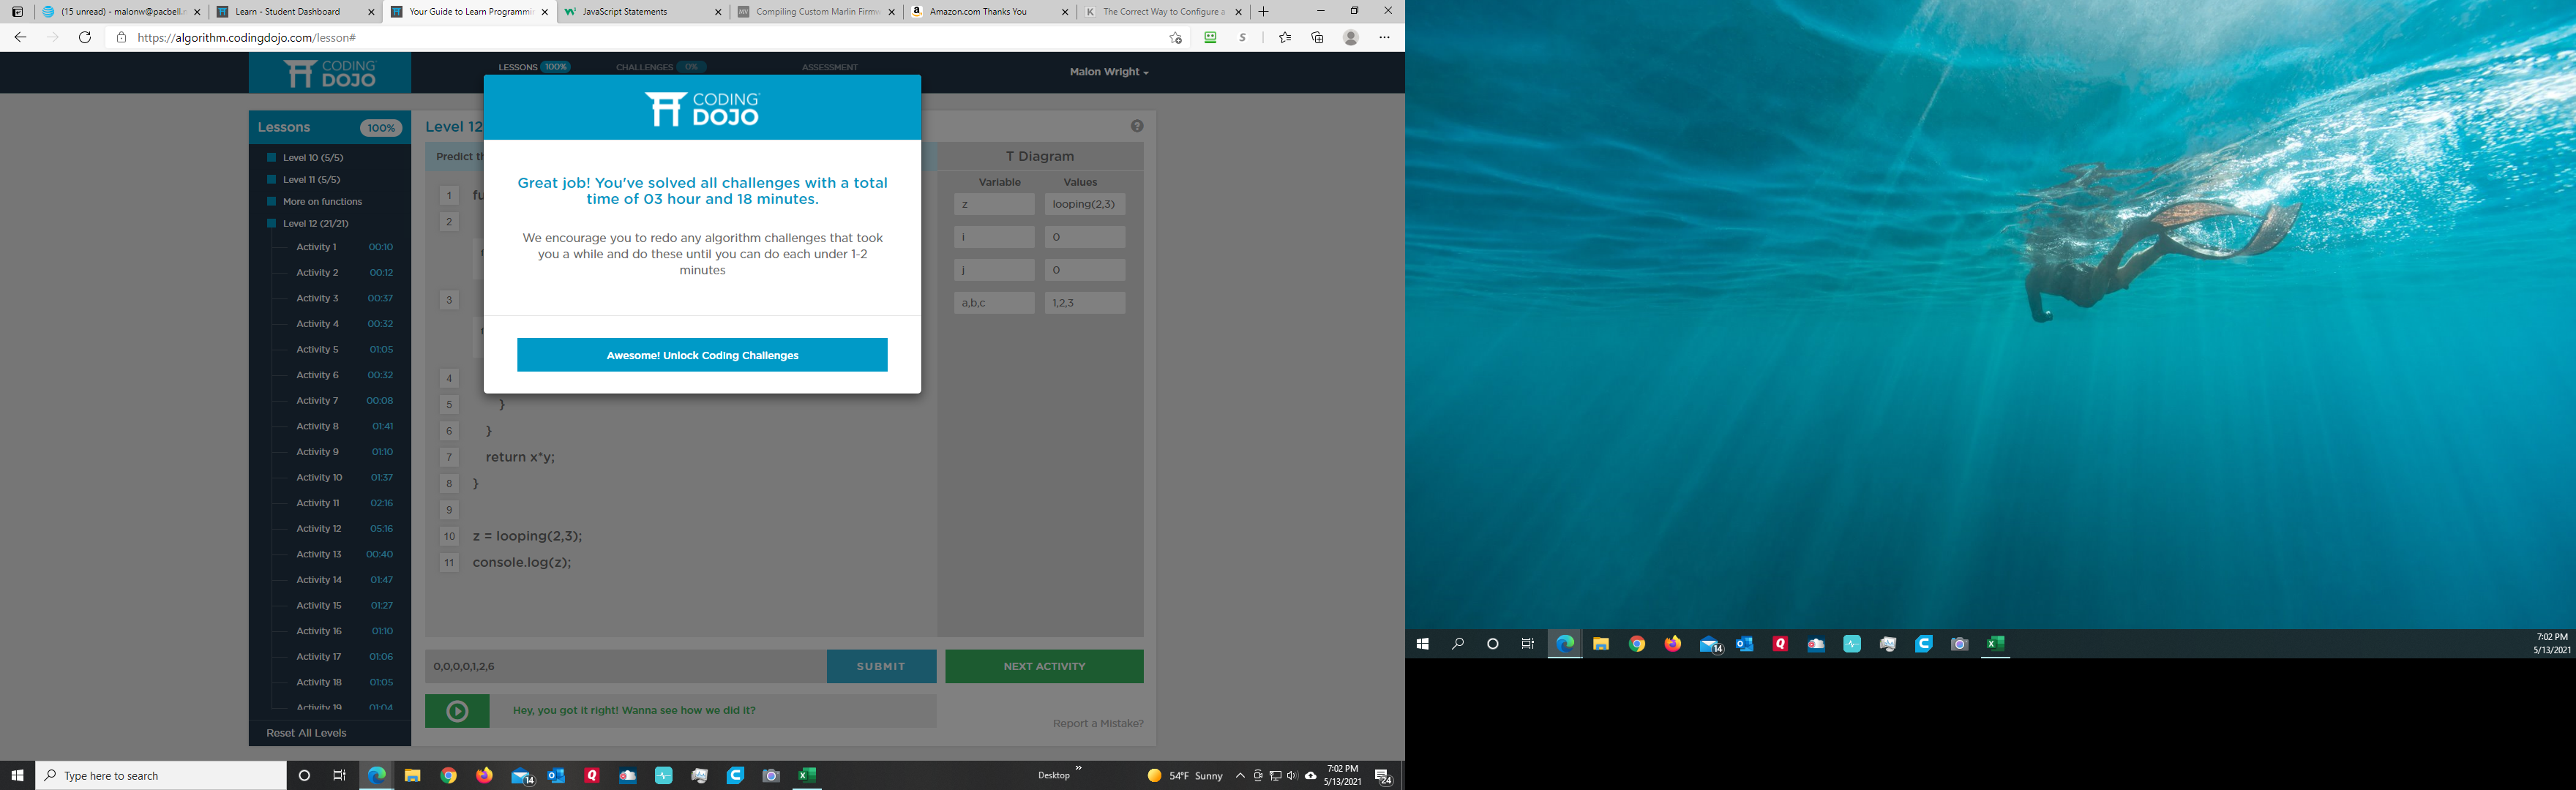 (15 unread) - malonw@pacbell.n
Learn - Student Dashboard
Your Guide to Learn Programmi
JavaScript Statements
Compiling Custom Marlin Firmw
Amazon.com Thanks You
The Correct Way to Configure a
https://algorithm.codingdojo.com/lesson#
CODING DOJO
LESSONS 100%
CHALLENGES 0%
ASSESSMENT
Malon Wright
Lessons 100%
Level 10 (5/5)
Level 11 (5/5)
More on functions
Level 12 (21/21)
Activity 1 00:10
Activity 2 00:12
Activity 3 00:37
Activity 4 00:32
Activity 5 01:05
Activity 6 00:32
Activity 7 00:08
Activity 8 01:41
Activity 9 01:10
Activity 10 01:37
Activity 11 02:16
Activity 12 05:16
Activity 13 00:40
Activity 14 01:47
Activity 15 01:27
Activity 16 01:10
Activity 17 01:06
Activity 18 01:05
Activity 19 01:04
Reset All Levels
Level 12
Predict th
1 fu
2
3
4
5 }
6 }
7 return x*y;
8 }
9
10 z = looping(2,3);
11 console.log(z);
CODING DOJO
Great job! You've solved all challenges with a total
time of 03 hour and 18 minutes.
We encourage you to redo any algorithm challenges that took
you a while and do these until you can do each under 1-2
minutes
Awesome! Unlock Coding Challenges
T Diagram
Variable Values
z looping(2,3)
i 0
j 0
a,b,c 1,2,3
0,0,0,0,1,2,6
SUBMIT
NEXT ACTIVITY
Hey, you got it right! Wanna see how we did it?
Report a Mistake?
Type here to search
14
Desktop
54°F Sunny
7:02 PM
5/13/2021
24
14
7:02 PM
5/13/2021